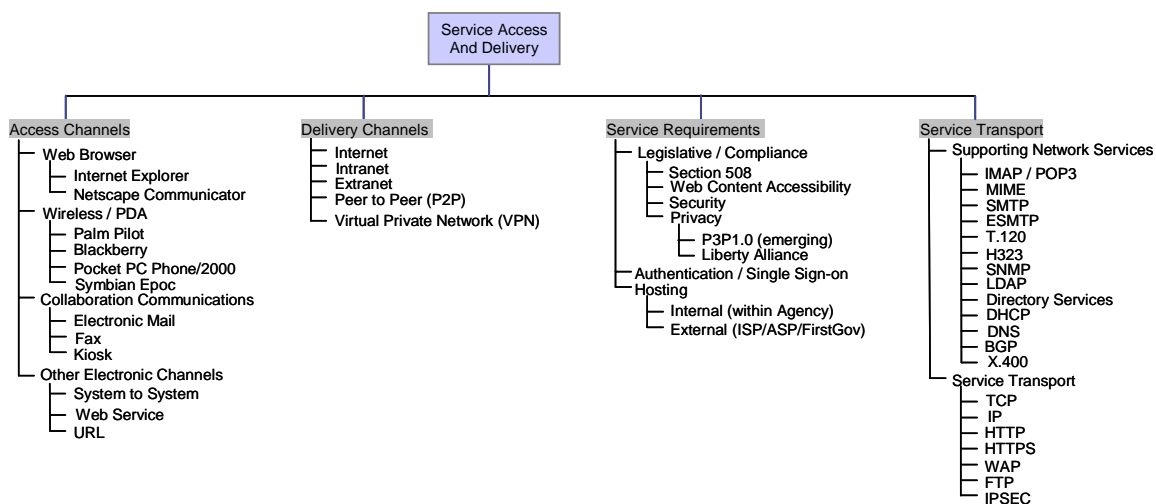 Service Access
And Delivery
Access Channels
Web Browser
Internet Explorer
Netscape Communicator
Wireless / PDA
Palm Pilot
Blackberry
Pocket PC Phone/2000
Symbian Epoc
Collaboration Communications
Electronic Mail
Fax
Kiosk
Other Electronic Channels
System to System
Web Service
URL
Delivery Channels
Internet
Intranet
Extranet
Peer to Peer (P2P)
Virtual Private Network (VPN)
Service Requirements
Legislative / Compliance
Section 508
Web Content Accessibility
Security
Privacy
P3P1.0 (emerging)
Liberty Alliance
Authentication / Single Sign-on
Hosting
Internal (within Agency)
External (ISP/ASP/FirstGov)
Service Transport
Supporting Network Services
IMAP / POP3
MIME
SMTP
ESMTP
T.120
H323
SNMP
LDAP
Directory Services
DHCP
DNS
BGP
X.400
Service Transport
TCP
IP
HTTP
HTTPS
WAP
FTP
IPSEC